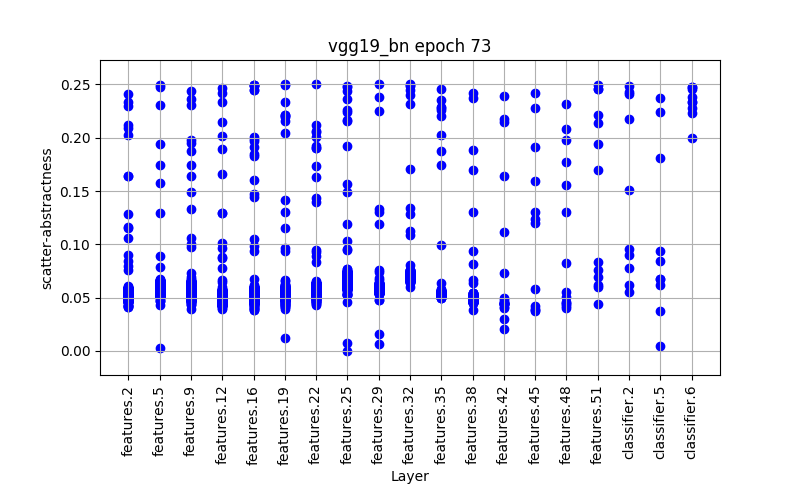 vgg19_bn epoch 73
scatter-abstractness
0.25
0.20
0.15
0.10
0.05
0.00
features.2
features.5
features.9
features.12
features.16
features.19
features.22
features.25
features.29
features.32
features.35
features.38
features.42
features.45
features.48
features.51
classifier.2
classifier.5
classifier.6
Layer